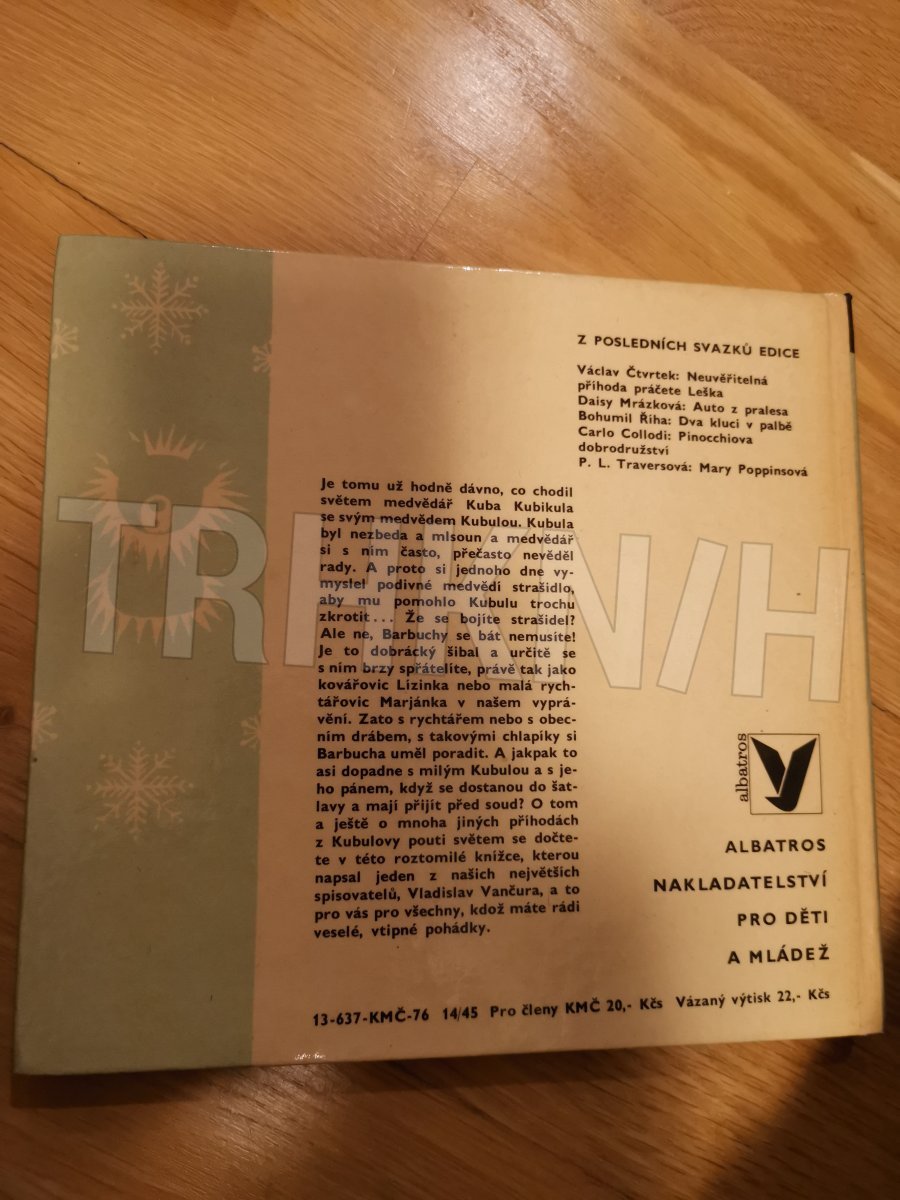 Z POSLEDNÍCH SVAZKŮ EDICE
Václav Čtvrtek: Neuvěřitelná
příhoda práčete Leška
Daisy Mrázková: Auto z pralesa
Bohumil Říha: Dva kluci v palbě
Carlo Collodi: Pinocchiova
dobrodružství
P. L. Traversová: Mary Poppinsová
Je tomu už hodně dávno, co chodil
světem medvědář Kuba Kubikula
se svým medvědem Kubulou. Kubula
byl nezbeda a mlsoun a medvědář
si s ním často, přečasto nevěděl
rady. A proto si jednoho dne vy-
myslel podivné medvědí strašidlo,
aby mu pomohlo Kubulu trochu
zkrotit... Že se bojíte strašidel?
Ale ne, Barbuchy se bát nemusíte!
Je to dobrácký šibal a určitě se
s ním brzy spřátelíte, právě tak jako
kovářovic Lízinka nebo malá rych-
tářovic Marjánka v našem vyprá-
vění. Zato s rychtářem nebo s obec-
ním drábem, s takovými chlapíky si
Barbucha uměl poradit. A jakpak to
asi dopadne s milým Kubulou a s je-
ho pánem, když se dostanou do šat-
lavy a mají přijít před soud? O tom
a ještě o mnoha jiných příhodách
z Kubulovy pouti světem se dočte-
te v této roztomilé knížce, kterou
napsal jeden z našich největších
spisovatelů, Vladislav Vančura, a to
pro vás pro všechny, kdož máte rádi
veselé, vtipné pohádky.
albatros
ALBATROS
NAKLADATELSTVÍ
PRO DĚTI
A MLÁDEŽ
13-637-KMČ-76 14/45 Pro členy KMČ 20,- Kčs Vázaný výtisk 22,- Kčs